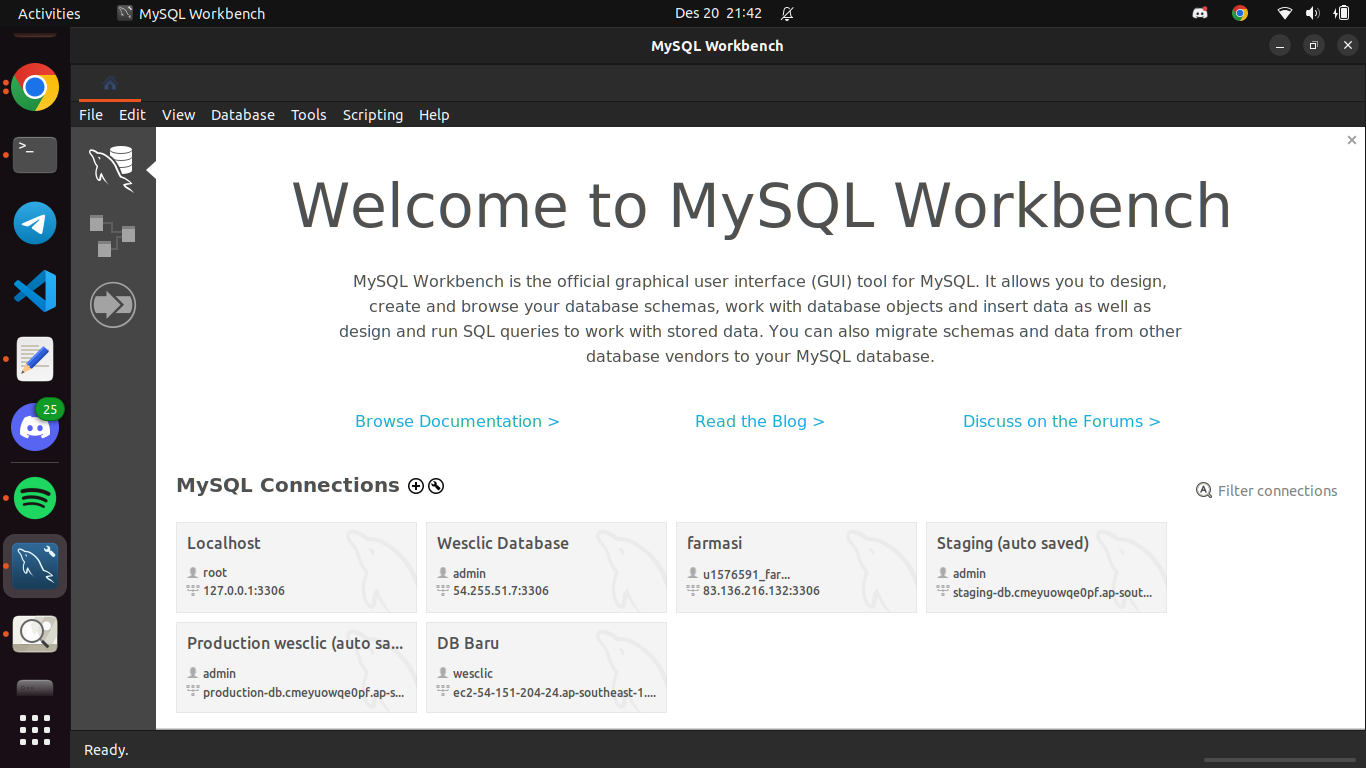 Activities
MySQL Workbench
Des 20 21:42
MySQL Workbench
File Edit View Database Tools Scripting Help
Welcome to MySQL Workbench
MySQL Workbench is the official graphical user interface (GUI) tool for MySQL. It allows you to design,
create and browse your database schemas, work with database objects and insert data as well as
design and run SQL queries to work with stored data. You can also migrate schemas and data from other
database vendors to your MySQL database.
Browse Documentation >
Read the Blog >
Discuss on the Forums >
MySQL Connections
Filter connections
Localhost
root
127.0.0.1:3306
Wesclic Database
admin
54.255.51.7:3306
farmasi
u1576591_far...
83.136.216.132:3306
Staging (auto saved)
admin
staging-db.cmeyuowqe0pf.ap-sout...
Production wesclic (auto sa...
admin
production-db.cmeyuowqe0pf.ap-s...
DB Baru
wesclic
ec2-54-151-204-24.ap-southeast-1....
25
Ready.